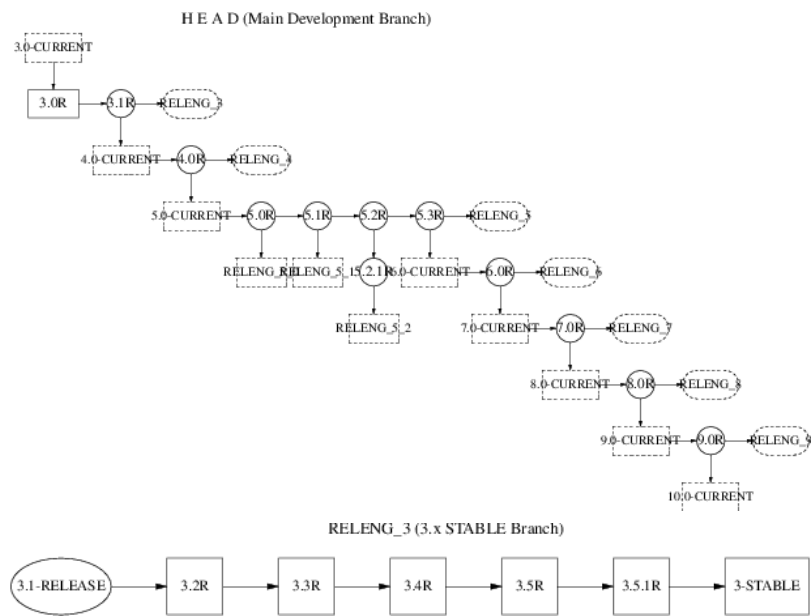 H E A D (Main Development Branch)
3.0-CURRENT
3.0R 3.1R RELENG_3
4.0-CURRENT 4.0R RELENG_4
5.0-CURRENT 5.0R 5.1R 5.2R 5.3R RELENG_5
RELENG_5_0 RELENG_5_1 5.2.1R 6.0-CURRENT 6.0R RELENG_6
RELENG_5_2 7.0-CURRENT 7.0R RELENG_7
8.0-CURRENT 8.0R RELENG_8
9.0-CURRENT 9.0R RELENG_9
10.0-CURRENT
RELENG_3 (3.x STABLE Branch)
3.1-RELEASE 3.2R 3.3R 3.4R 3.5R 3.5.1R 3-STABLE